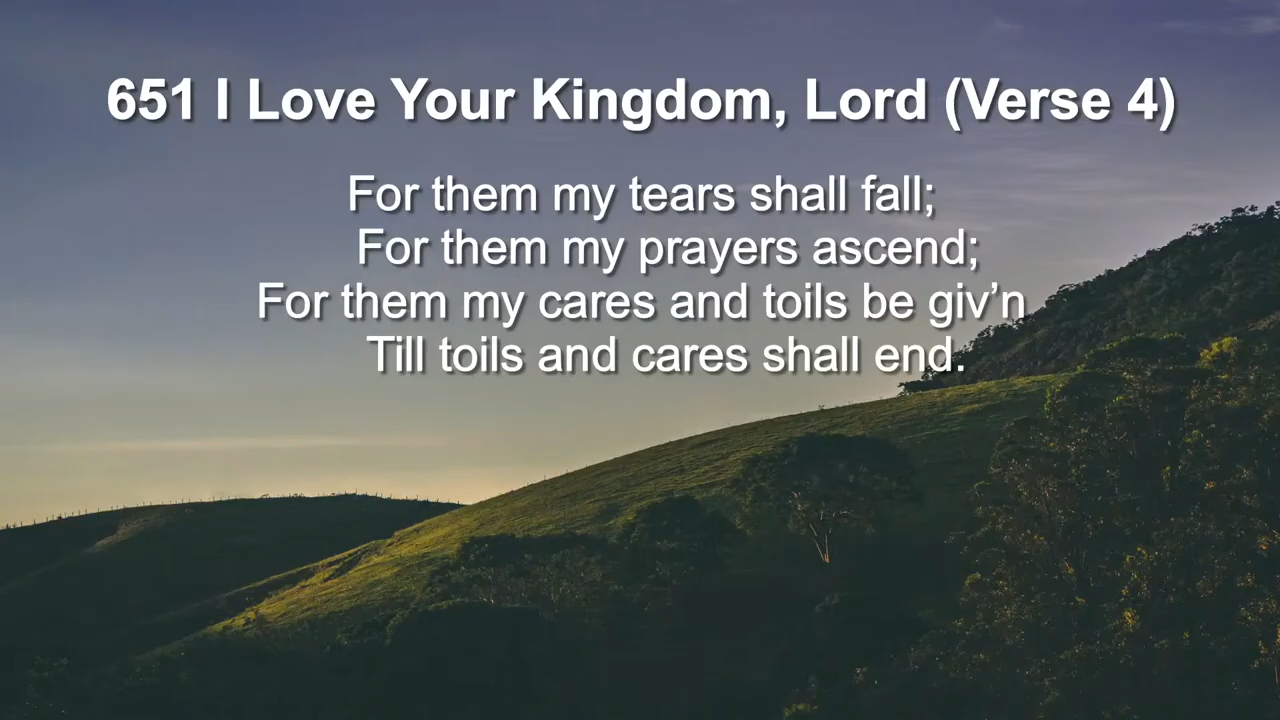 651 I Love Your Kingdom, Lord (Verse 4)
For them my tears shall fall;
For them my prayers ascend;
For them my cares and toils be giv’n
Till toils and cares shall end.